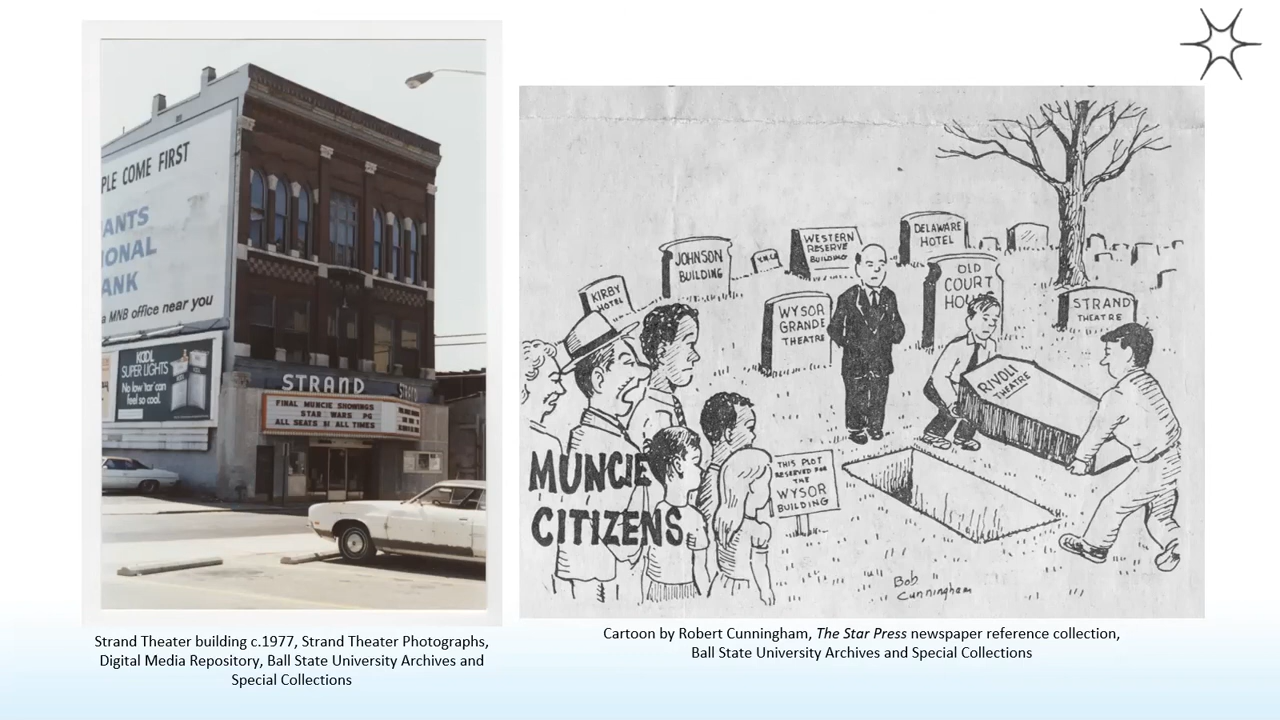 PLE COME FIRST
ANTS
IONAL
ANK
a MNB office near you
KOOL
SUPER LIGHTS
No low 'tar' can
feel so cool.
STRAND
STRAND
FINAL MUNCIE SHOWINGS
STAR WARS PG
ALL SEATS $1 ALL TIMES
Strand Theater building c.1977, Strand Theater Photographs,
Digital Media Repository, Ball State University Archives and
Special Collections
KIRBY
HOTEL
JOHNSON
BUILDING
Y.M.C.A.
WESTERN
RESERVE
BUILDING
DELAWARE
HOTEL
WYSOR
GRANDE
THEATRE
OLD
COURT
HOU
STRAND
THEATRE
RIVOLI
THEATRE
THIS PLOT
RESERVED FOR
THE
WYSOR
BUILDING
MUNCIE
CITIZENS
Bob
Cunningham
Cartoon by Robert Cunningham, The Star Press newspaper reference collection,
Ball State University Archives and Special Collections